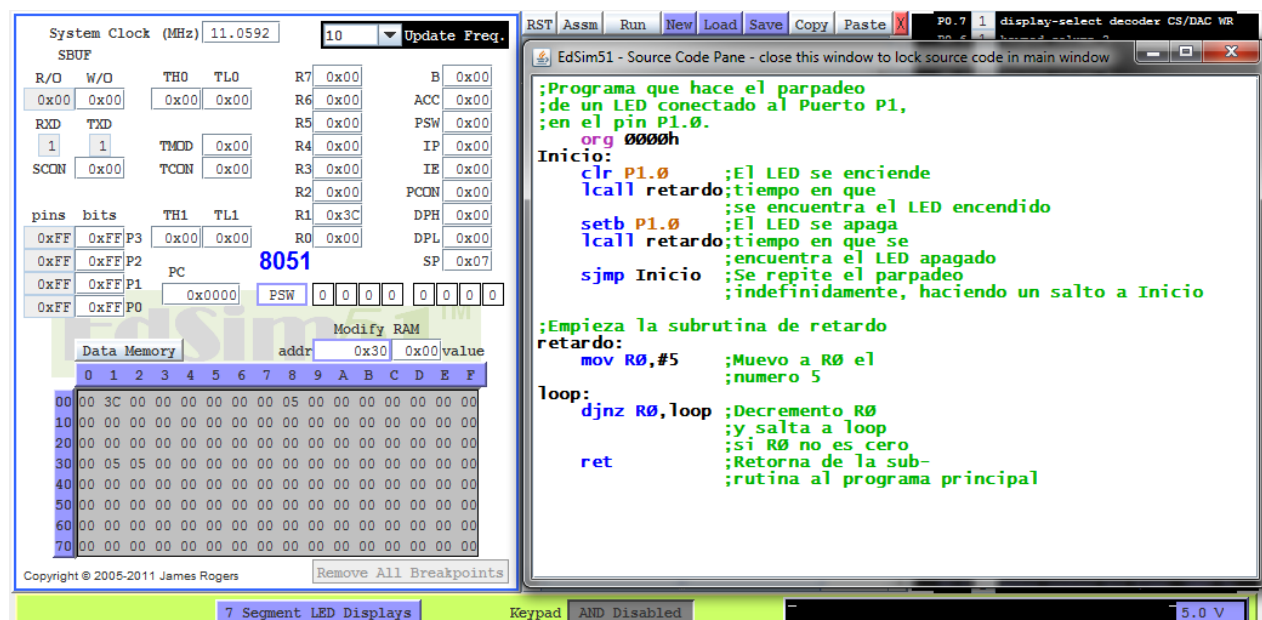 System Clock (MHz) 11.0592 10 Update Freq.
SBUF
R/O W/O TH0 TL0 R7 0x00 B 0x00
0x00 0x00 0x00 0x00 R6 0x00 ACC 0x00
RXD TXD R5 0x00 PSW 0x00
1 1 TMOD 0x00 R4 0x00 IP 0x00
SCON 0x00 TCON 0x00 R3 0x00 IE 0x00
R2 0x00 PCON 0x00
pins bits TH1 TL1 R1 0x3C DPH 0x00
0xFF 0xFF P3 0x00 0x00 R0 0x00 DPL 0x00
0xFF 0xFF P2 8051 SP 0x07
PC
0xFF 0xFF P1 0x0000 PSW 0 0 0 0 0 0 0 0
0xFF 0xFF P0
EdSim51 TM
Modify RAM
Data Memory addr 0x30 0x00 value
0 1 2 3 4 5 6 7 8 9 A B C D E F
00 00 3C 00 00 00 00 00 00 05 00 00 00 00 00 00 00
10 00 00 00 00 00 00 00 00 00 00 00 00 00 00 00 00
20 00 00 00 00 00 00 00 00 00 00 00 00 00 00 00 00
30 00 05 05 00 00 00 00 00 00 00 00 00 00 00 00 00
40 00 00 00 00 00 00 00 00 00 00 00 00 00 00 00 00
50 00 00 00 00 00 00 00 00 00 00 00 00 00 00 00 00
60 00 00 00 00 00 00 00 00 00 00 00 00 00 00 00 00
70 00 00 00 00 00 00 00 00 00 00 00 00 00 00 00 00
Copyright © 2005-2011 James Rogers Remove All Breakpoints
RST Assm Run New Load Save Copy Paste X P0.7 1 display-select decoder CS/DAC WR
EdSim51 - Source Code Pane - close this window to lock source code in main window
;Programa que hace el parpadeo
;de un LED conectado al Puerto P1,
;en el pin P1.0.
org 0000h
Inicio:
clr P1.0 ;El LED se enciende
lcall retardo;tiempo en que
;se encuentra el LED encendido
setb P1.0 ;El LED se apaga
lcall retardo;tiempo en que se
;encuentra el LED apagado
sjmp Inicio ;Se repite el parpadeo
;indefinidamente, haciendo un salto a Inicio
;Empieza la subrutina de retardo
retardo:
mov R0,#5 ;Muevo a R0 el
;numero 5
loop:
djnz R0,loop ;Decremento R0
;y salta a loop
;si R0 no es cero
ret ;Retorna de la sub-
;rutina al programa principal
7 Segment LED Displays Keypad AND Disabled 5.0 V